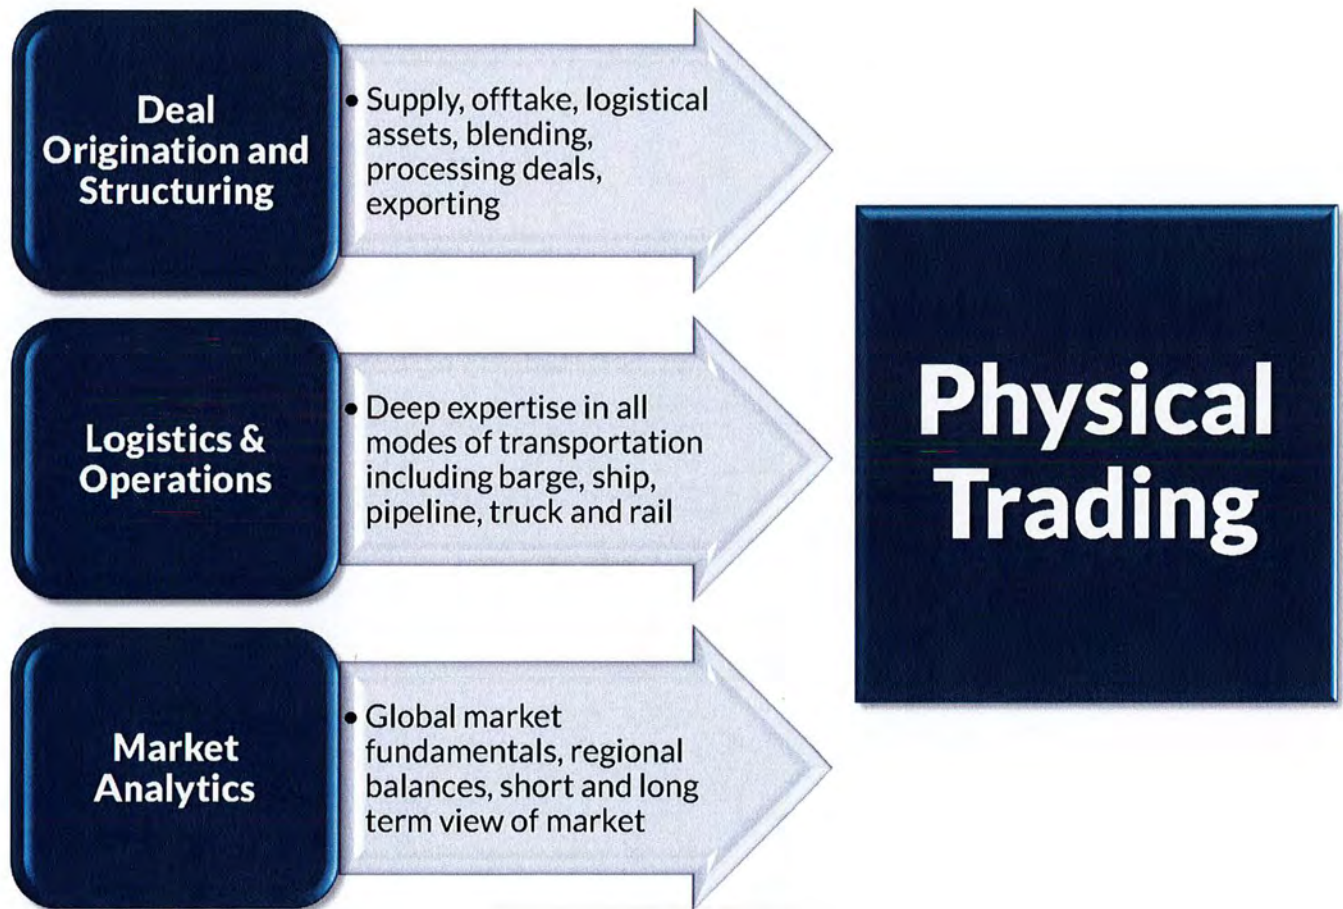 Deal
Origination and
Structuring
• Supply, offtake, logistical
assets, blending,
processing deals,
exporting
Logistics &
Operations
• Deep expertise in all
modes of transportation
including barge, ship,
pipeline, truck and rail
Market
Analytics
• Global market
fundamentals, regional
balances, short and long
term view of market
Physical
Trading